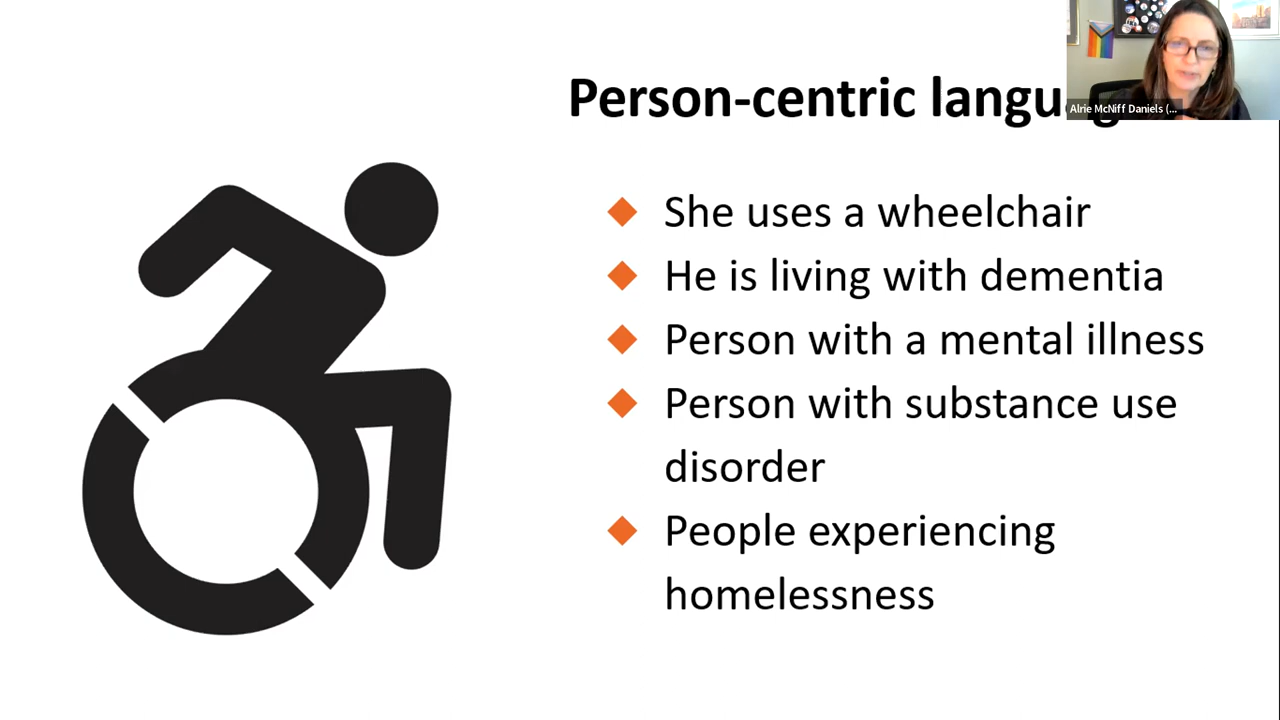 Person-centric langu
Alrie McNiff Daniels (...
She uses a wheelchair
He is living with dementia
Person with a mental illness
Person with substance use
disorder
People experiencing
homelessness